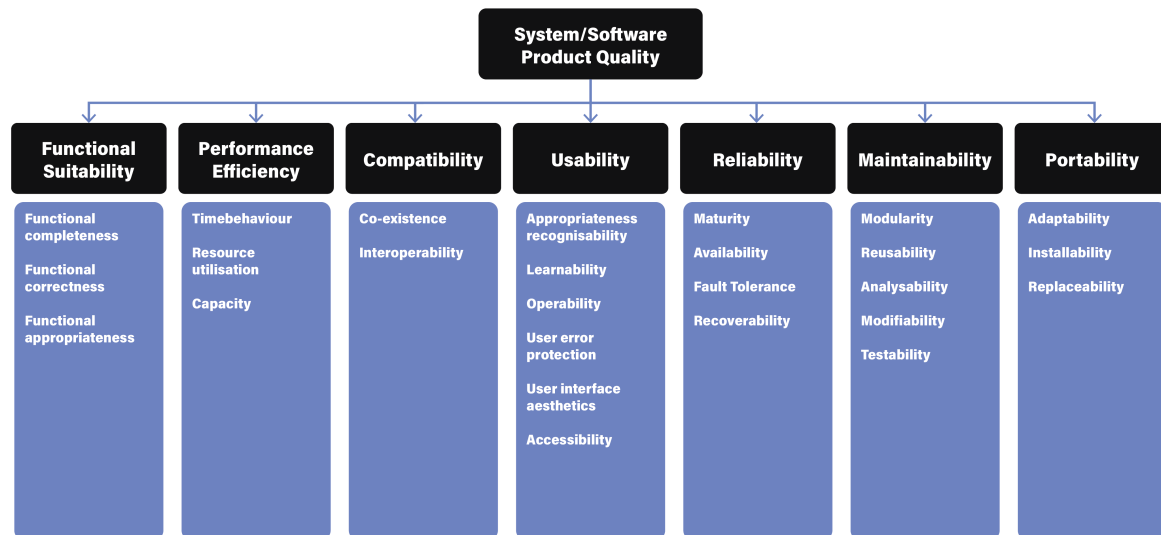 System/Software
Product Quality
Functional
Suitability
Performance
Efficiency
Compatibility
Usability
Reliability
Maintainability
Portability
Functional
completeness
Functional
correctness
Functional
appropriateness
Timebehaviour
Resource
utilisation
Capacity
Co-existence
Interoperability
Appropriateness
recognisability
Learnability
Operability
User error
protection
User interface
aesthetics
Accessibility
Maturity
Availability
Fault Tolerance
Recoverability
Modularity
Reusability
Analysability
Modifiability
Testability
Adaptability
Installability
Replaceability